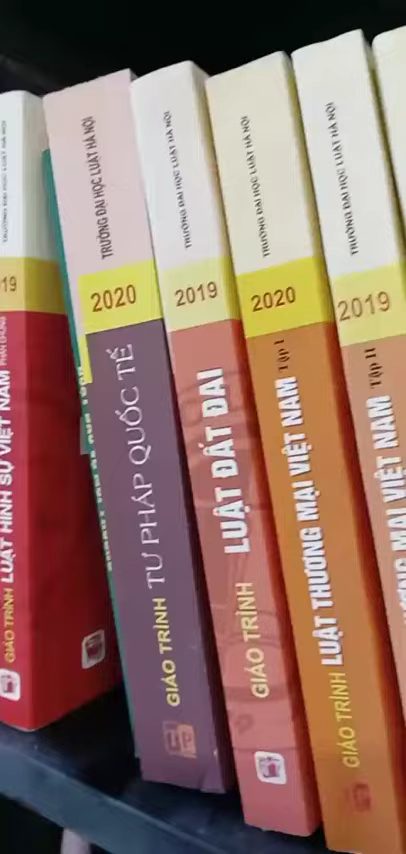 TRƯỜNG ĐẠI HỌC LUẬT HÀ NỘI
19
GIÁO TRÌNH LUẬT HÌNH SỰ VIỆT NAM
PHẦN CHUNG
TRƯỜNG ĐẠI HỌC LUẬT HÀ NỘI
2020
GIÁO TRÌNH TƯ PHÁP QUỐC TẾ
TRƯỜNG ĐẠI HỌC LUẬT HÀ NỘI
2019
GIÁO TRÌNH LUẬT ĐẤT ĐAI
TRƯỜNG ĐẠI HỌC LUẬT HÀ NỘI
2020
GIÁO TRÌNH LUẬT THƯƠNG MẠI VIỆT NAM Tập I
TRƯỜNG ĐẠI HỌC LUẬT HÀ NỘI
2019
MẠI VIỆT NAM Tập II